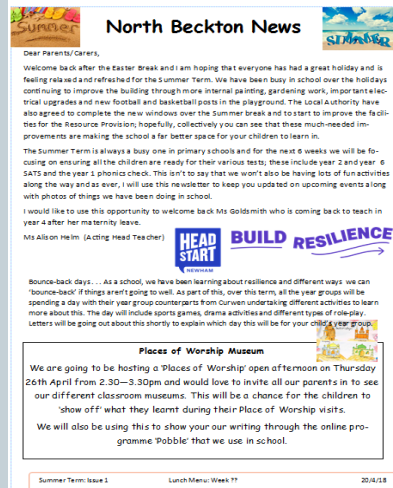 Summer
North Beckton News
SUMMER
Dear Parents/Carers,
Welcome back after the Easter Break and I am hoping that everyone has had a great holiday and is
feeling relaxed and refreshed for the Summer Term. We have been busy in school over the holidays
continuing to improve the building through more internal painting, gardening work, important elec-
trical upgrades and new football and basketball posts in the playground. The Local Authority have
also agreed to complete the new windows over the Summer break and to start to improve the facili-
ties for the Resource Provision; hopefully, collectively you can see that these much-needed im-
provements are making the school a far better space for your children to learn in.
The Summer Term is always a busy one in primary schools and for the next 6 weeks we will be fo-
cusing on ensuring all the children are ready for their various tests; these include year 2 and year 6
SATS and the year 1 phonics check. This isn't to say that we won't also be having lots of fun activities
along the way and as ever, I will use this newsletter to keep you updated on upcoming events along
with photos of things we have been doing in school.
I would like to use this opportunity to welcome back Ms Goldsmith who is coming back to teach in
year 4 after her maternity leave.
Ms Alison Helm (Acting Head Teacher)
HEAD
START
NEWHAM
BUILD RESILIENCE
Bounce-back days... As a school, we have been learning about resilience and different ways we can
'bounce-back' if things aren't going to well. As part of this, over this term, all the year groups will be
spending a day with their year group counterparts from Curwen undertaking different activities to learn
more about this. The day will include sports games, drama activities and different types of role-play.
Letters will be going out about this shortly to explain which day this will be for your child's year group.
Places of Worship Museum
We are going to be hosting a 'Places of Worship' open afternoon on Thursday
26th April from 2.30—3.30pm and would love to invite all our parents in to see
our different classroom museums. This will be a chance for the children to
'show off' what they learnt during their Place of Worship visits.
We will also be using this to show your our writing through the online pro-
gramme 'Pobble' that we use in school.
Summer Term: Issue 1 Lunch Menu: Week ?? 20/4/18